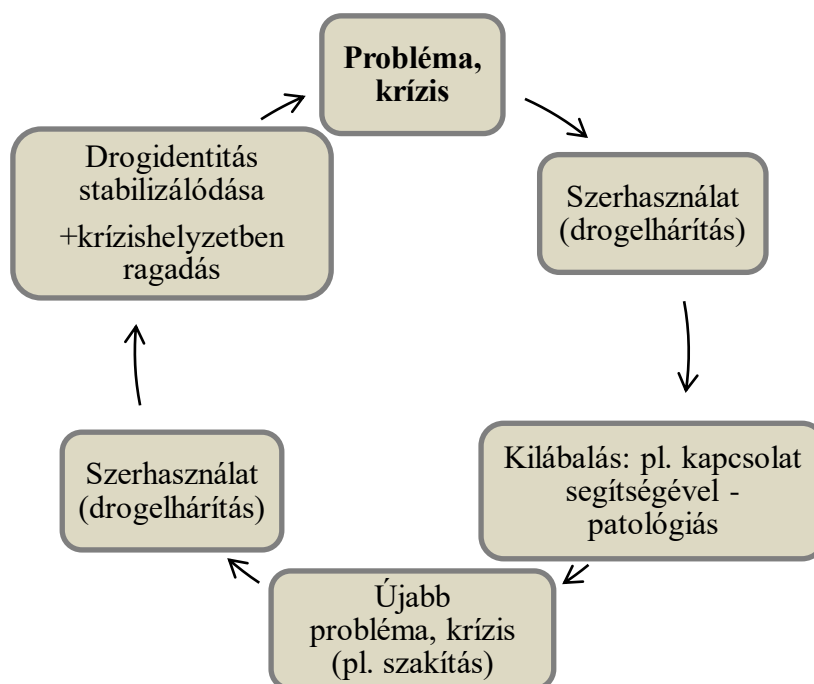 Probléma,
krízis
Szerhasználat
(drogelhárítás)
Kilábalás: pl. kapcsolat
segítségével -
patológiás
Újabb
probléma, krízis
(pl. szakítás)
Szerhasználat
(drogelhárítás)
Drogidentitás
stabilizálódása
+krízishelyzetben
ragadás